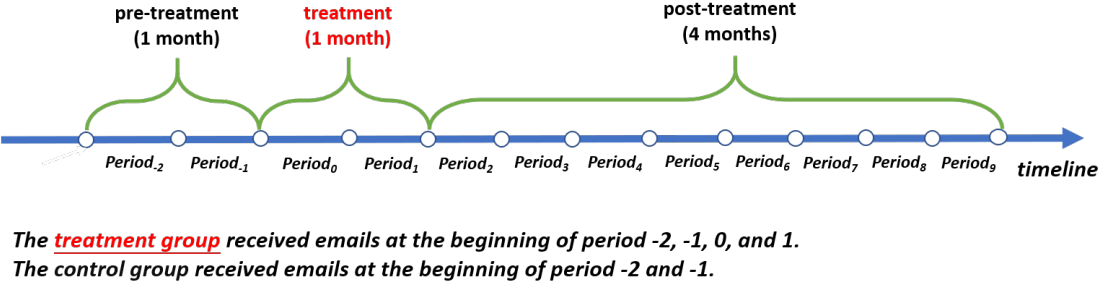 pre-treatment
(1 month)
treatment
(1 month)
post-treatment
(4 months)
Period-2 Period-1 Period0 Period1 Period2 Period3 Period4 Period5 Period6 Period7 Period8 Period9
timeline
The treatment group received emails at the beginning of period -2, -1, 0, and 1.
The control group received emails at the beginning of period -2 and -1.